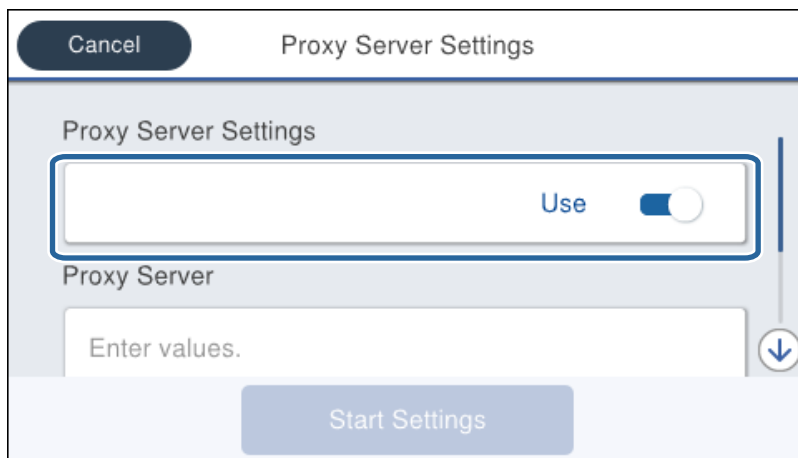 Cancel
Proxy Server Settings
Proxy Server Settings
Use
Proxy Server
Enter values.
Start Settings